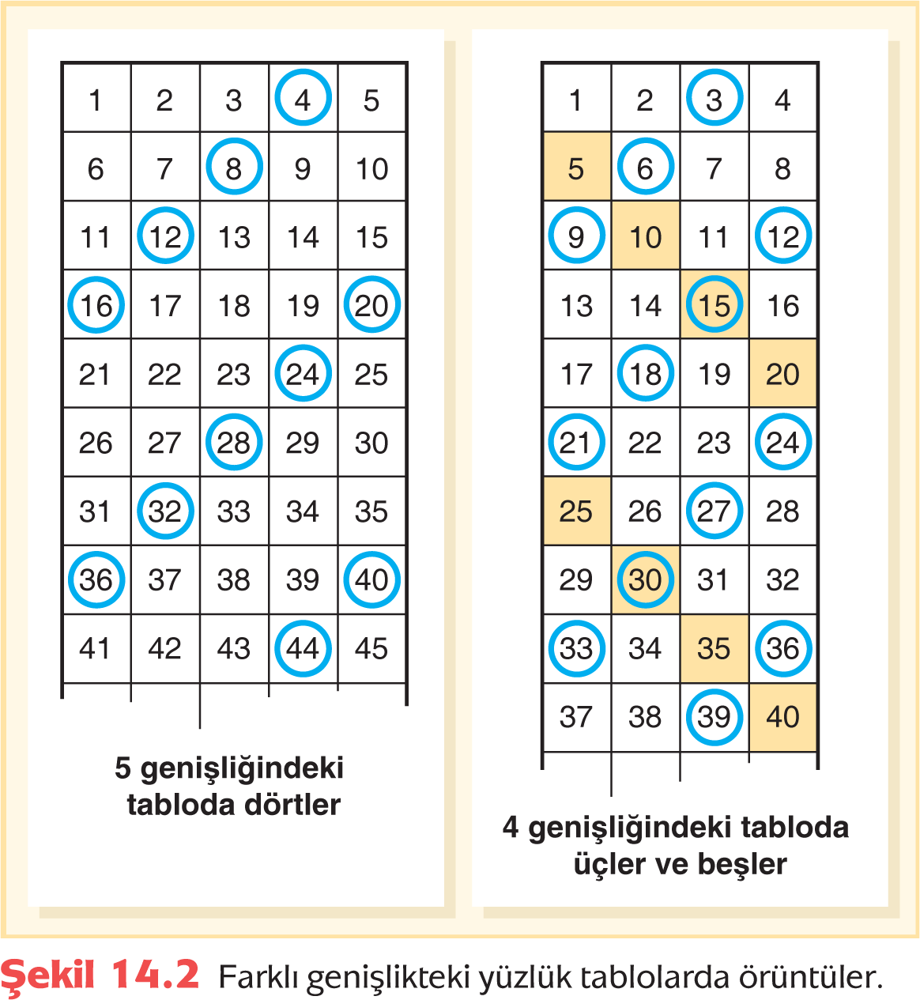 1 2 3 4 5
6 7 8 9 10
11 12 13 14 15
16 17 18 19 20
21 22 23 24 25
26 27 28 29 30
31 32 33 34 35
36 37 38 39 40
41 42 43 44 45
5 genişliğindeki
tabloda dörtler
1 2 3 4
5 6 7 8
9 10 11 12
13 14 15 16
17 18 19 20
21 22 23 24
25 26 27 28
29 30 31 32
33 34 35 36
37 38 39 40
4 genişliğindeki tabloda
üçler ve beşler
Şekil 14.2 Farklı genişlikteki yüzlük tablolarda örüntüler.